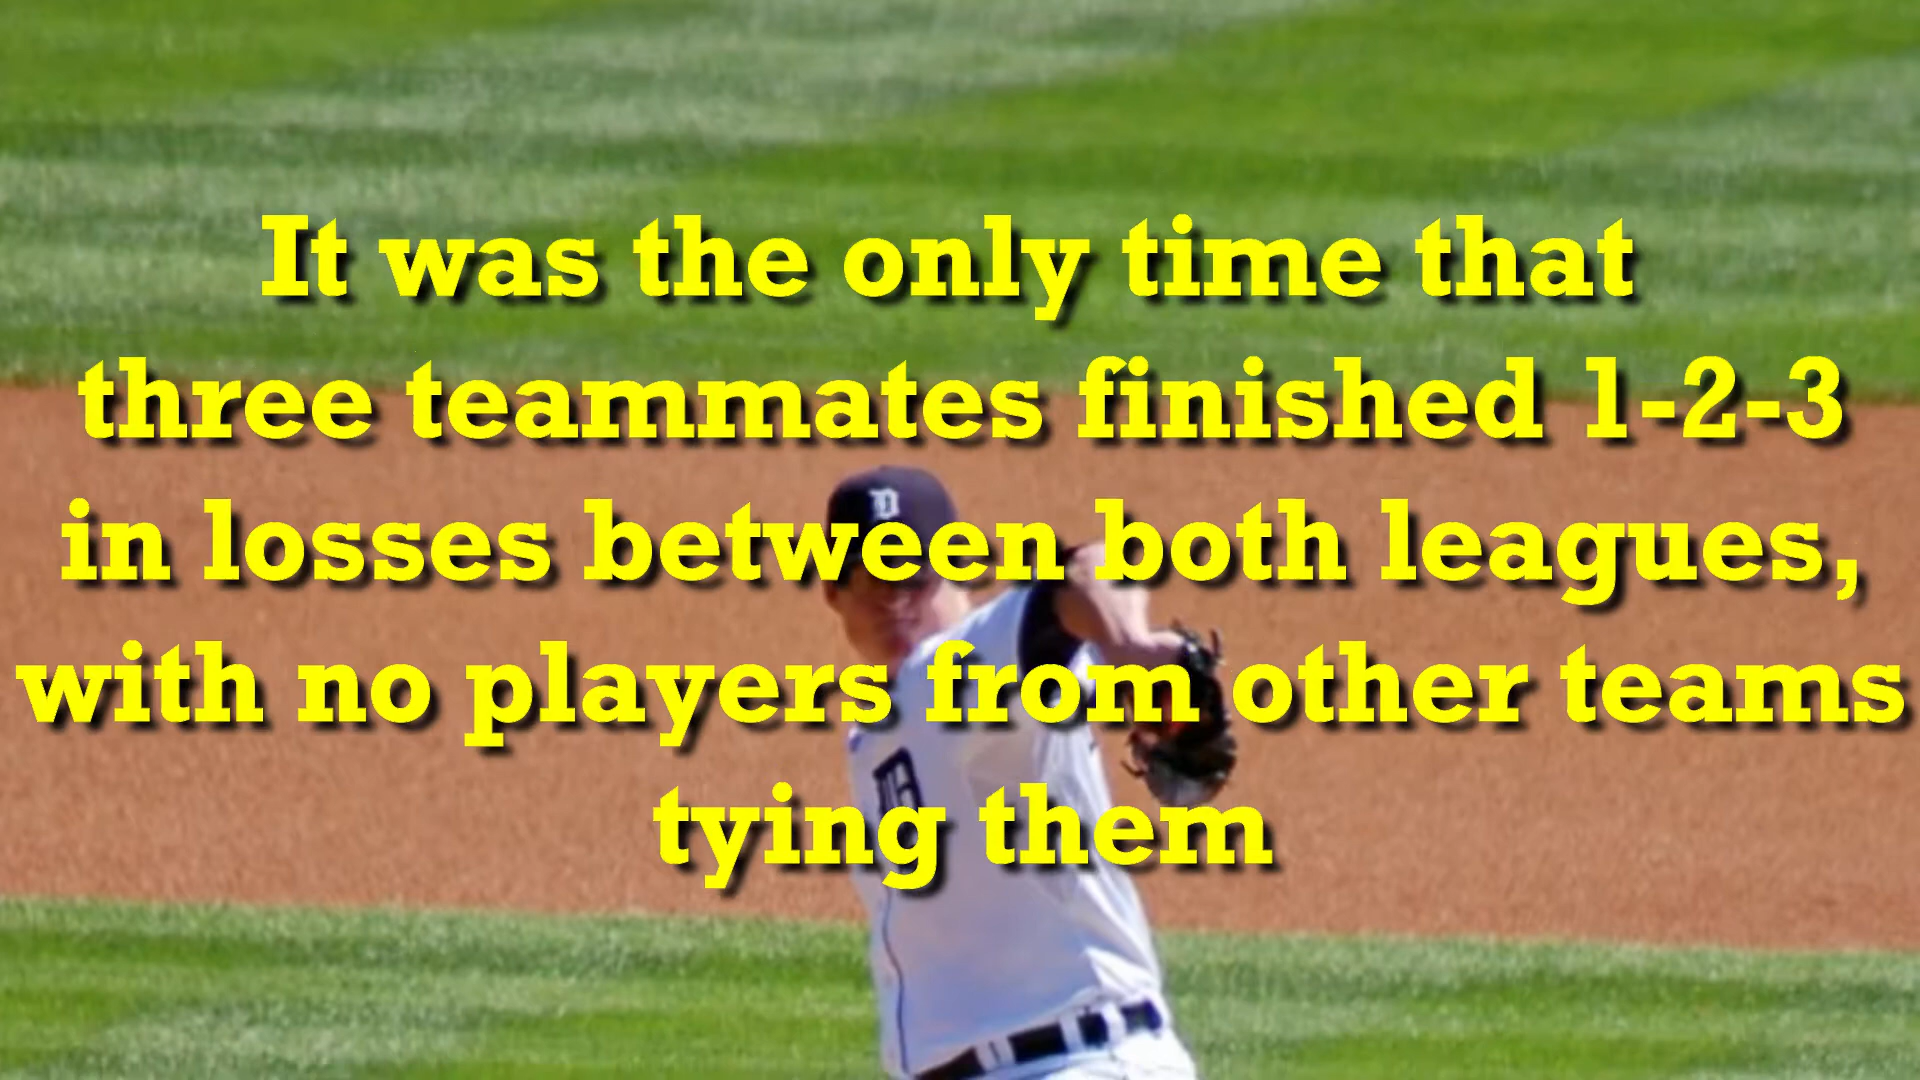 It was the only time that
three teammates finished 1-2-3
in losses between both leagues,
with no players from other teams
tying them
D
D